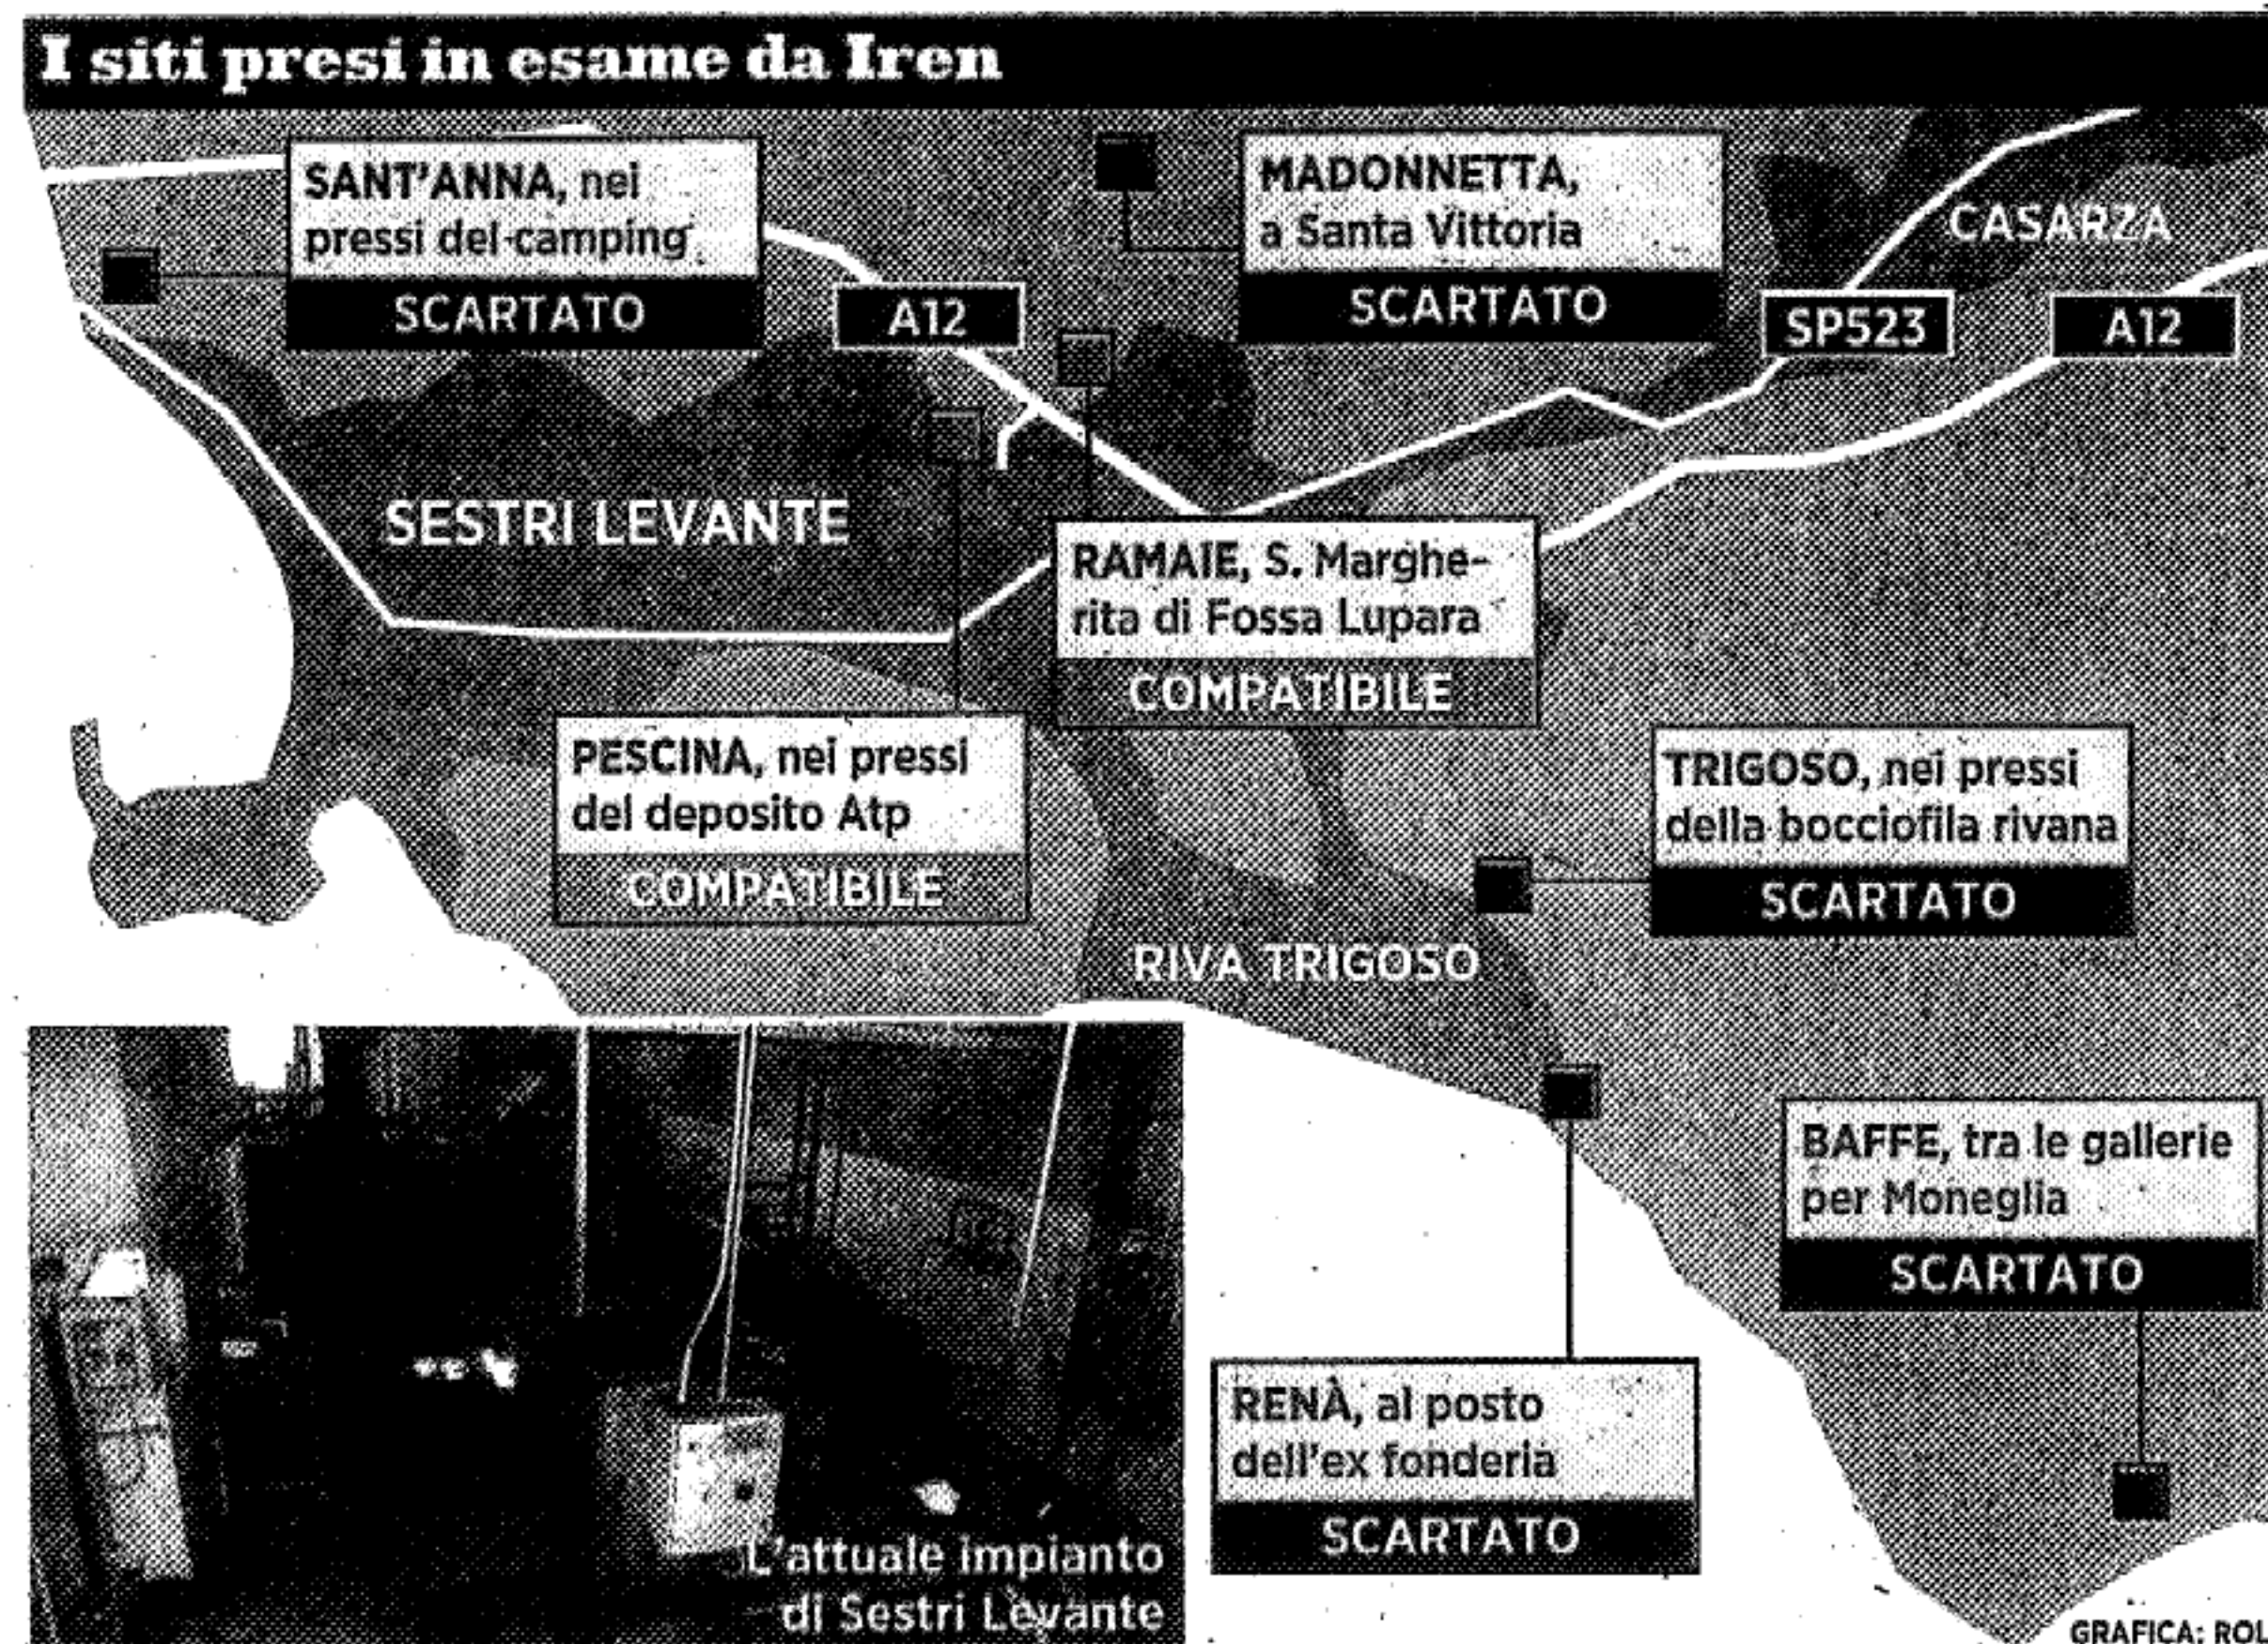 I siti presi in esame da Iren
SANT'ANNA, nei
pressi del camping
SCARTATO
MADONNETTA,
a Santa Vittoria
SCARTATO
CASARZA
A12
SP523
A12
SESTRI LEVANTE
RAMAIE, S. Marghe-
rita di Fossa Lupara
COMPATIBILE
PESCINA, nei pressi
del deposito Atp
COMPATIBILE
TRIGOSO, nei pressi
della bocciofila rivana
SCARTATO
RIVA TRIGOSO
BAFFE, tra le gallerie
per Moneglia
SCARTATO
RENÀ, al posto
dell'ex fonderia
SCARTATO
L'attuale impianto
di Sestri Levante
GRAFICA: